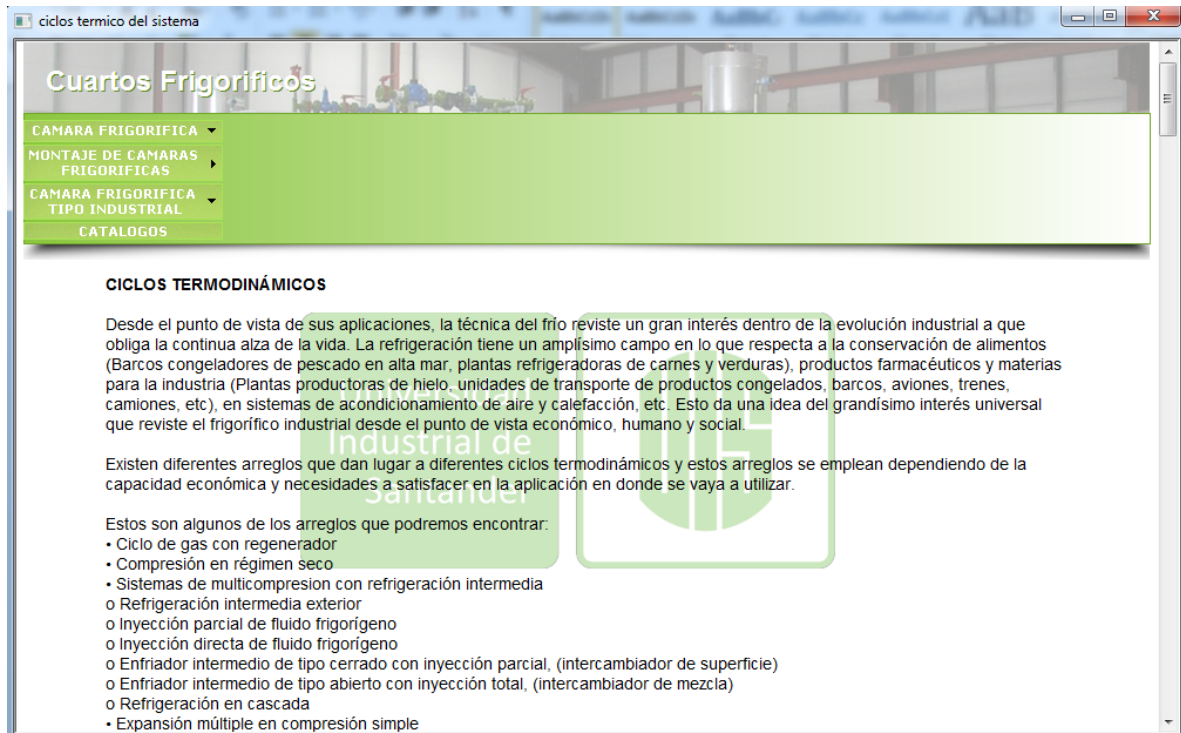 ciclos termico del sistema
Cuartos Frigorificos
CAMARA FRIGORIFICA
MONTAJE DE CAMARAS
FRIGORIFICAS
CAMARA FRIGORIFICA
TIPO INDUSTRIAL
CATALOGOS
CICLOS TERMODINÁMICOS
Desde el punto de vista de sus aplicaciones, la técnica del frío reviste un gran interés dentro de la evolución industrial a que
obliga la continua alza de la vida. La refrigeración tiene un amplísimo campo en lo que respecta a la conservación de alimentos
(Barcos congeladores de pescado en alta mar, plantas refrigeradoras de carnes y verduras), productos farmacéuticos y materias
para la industria (Plantas productoras de hielo, unidades de transporte de productos congelados, barcos, aviones, trenes,
camiones, etc), en sistemas de acondicionamiento de aire y calefacción, etc. Esto da una idea del grandísimo interés universal
que reviste el frigorífico industrial desde el punto de vista económico, humano y social.
Existen diferentes arreglos que dan lugar a diferentes ciclos termodinámicos y estos arreglos se emplean dependiendo de la
capacidad económica y necesidades a satisfacer en la aplicación en donde se vaya a utilizar.
Estos son algunos de los arreglos que podremos encontrar:
• Ciclo de gas con regenerador
• Compresión en régimen seco
• Sistemas de multicompresion con refrigeración intermedia
o Refrigeración intermedia exterior
o Inyección parcial de fluido frigorígeno
o Inyección directa de fluido frigorígeno
o Enfriador intermedio de tipo cerrado con inyección parcial, (intercambiador de superficie)
o Enfriador intermedio de tipo abierto con inyección total, (intercambiador de mezcla)
o Refrigeración en cascada
• Expansión múltiple en compresión simple
Universidad
Industrial de
Santander